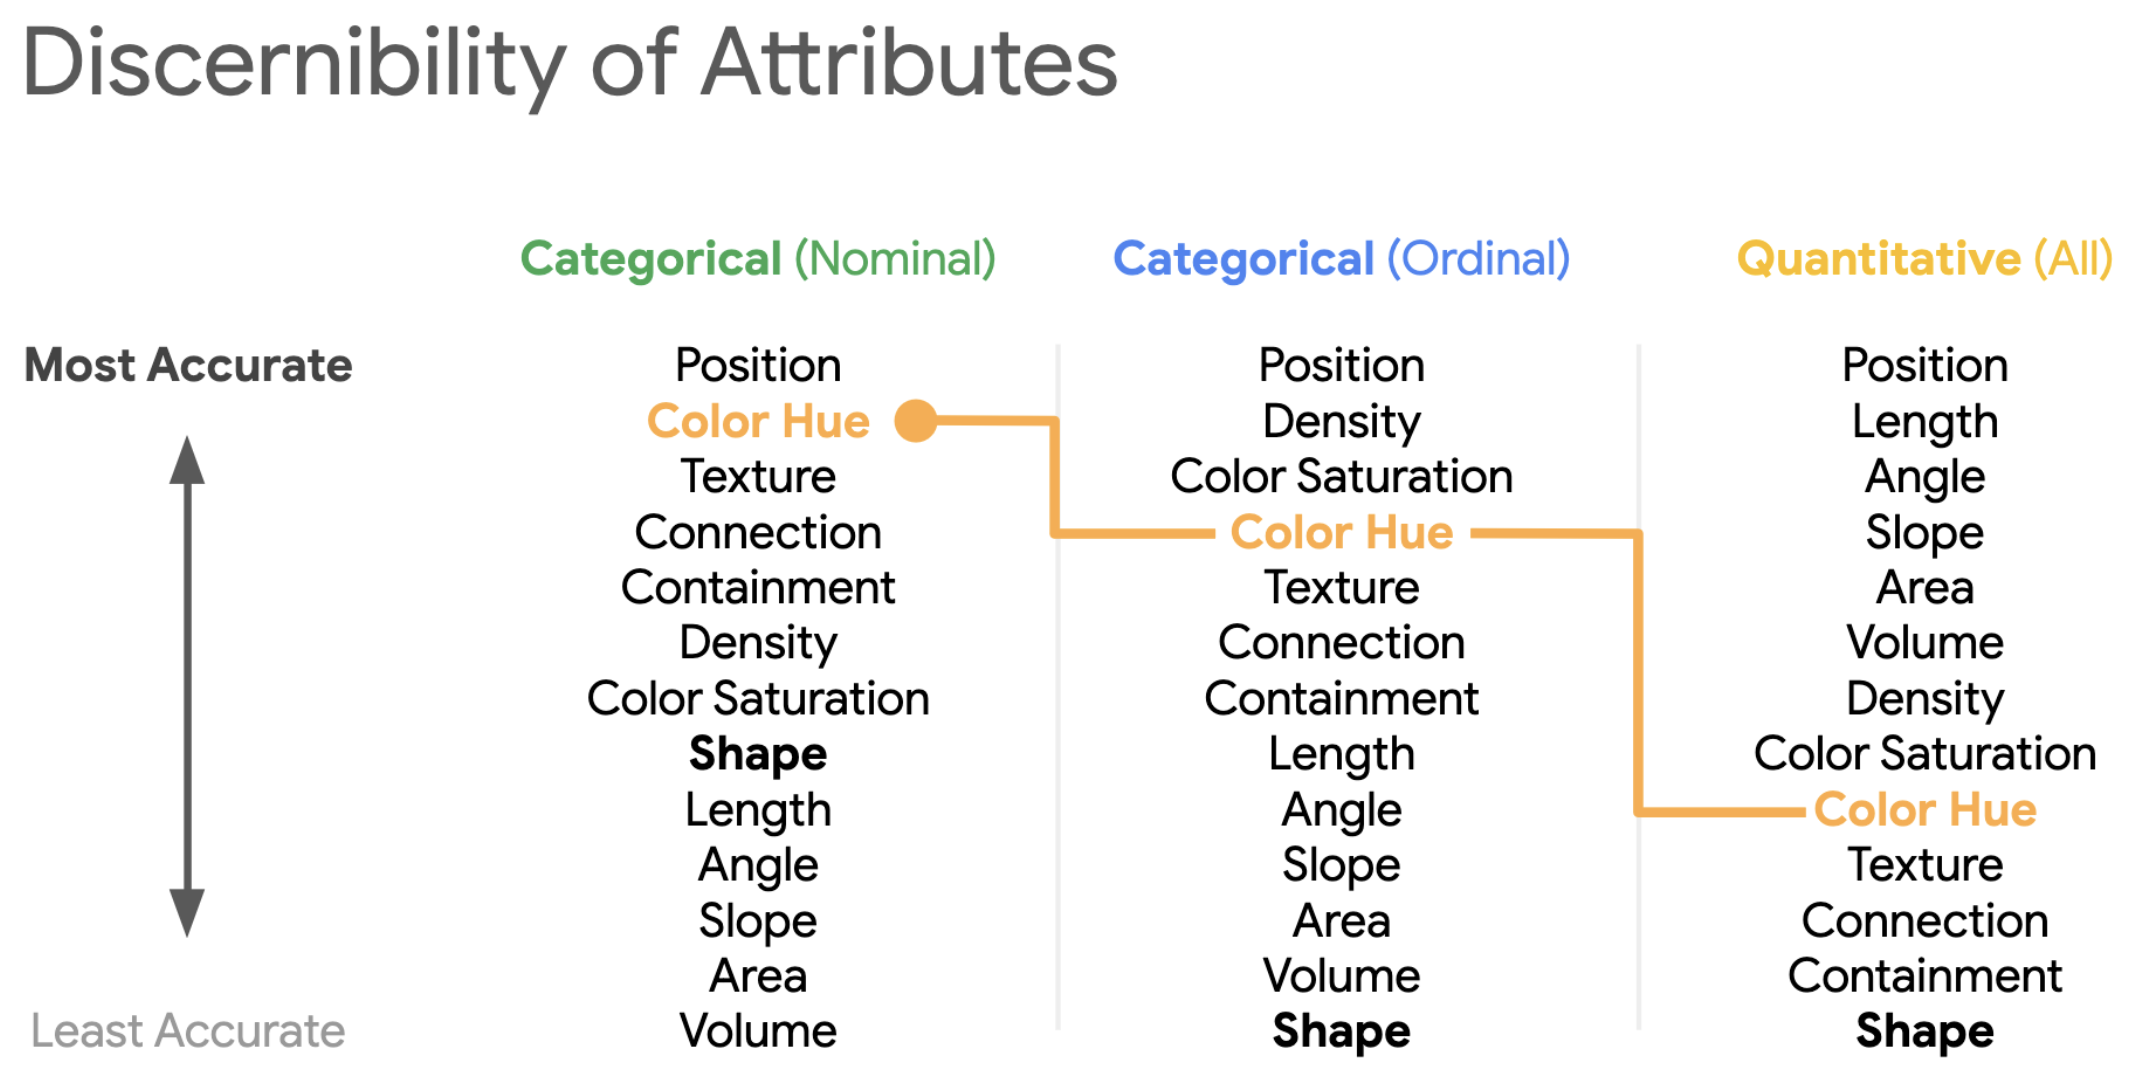 Discernibility of Attributes
Categorical (Nominal) Categorical (Ordinal) Quantitative (All)
Most Accurate Position Position Position
Color Hue Density Length
Texture Color Saturation Angle
Connection Color Hue Slope
Containment Texture Area
Density Connection Volume
Color Saturation Containment Density
Shape Length Color Saturation
Length Angle Color Hue
Angle Slope Texture
Slope Area Connection
Area Volume Containment
Least Accurate Volume Shape Shape